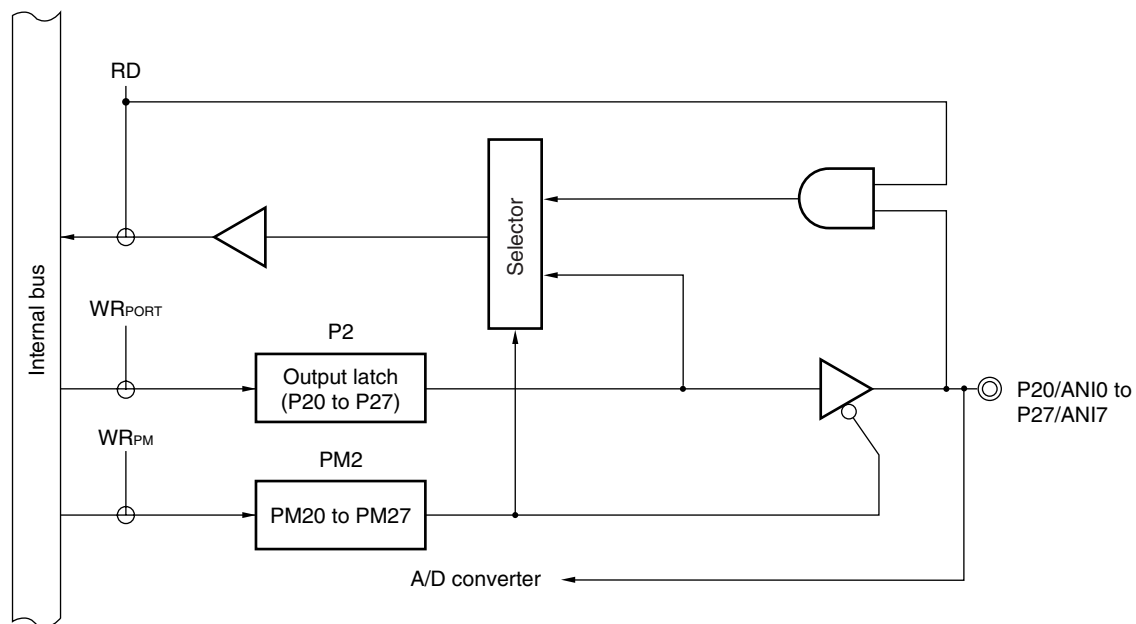 RD
Selector
Internal bus
WRPORT
P2
Output latch
(P20 to P27)
P20/ANI0 to
P27/ANI7
WRPM
PM2
PM20 to PM27
A/D converter